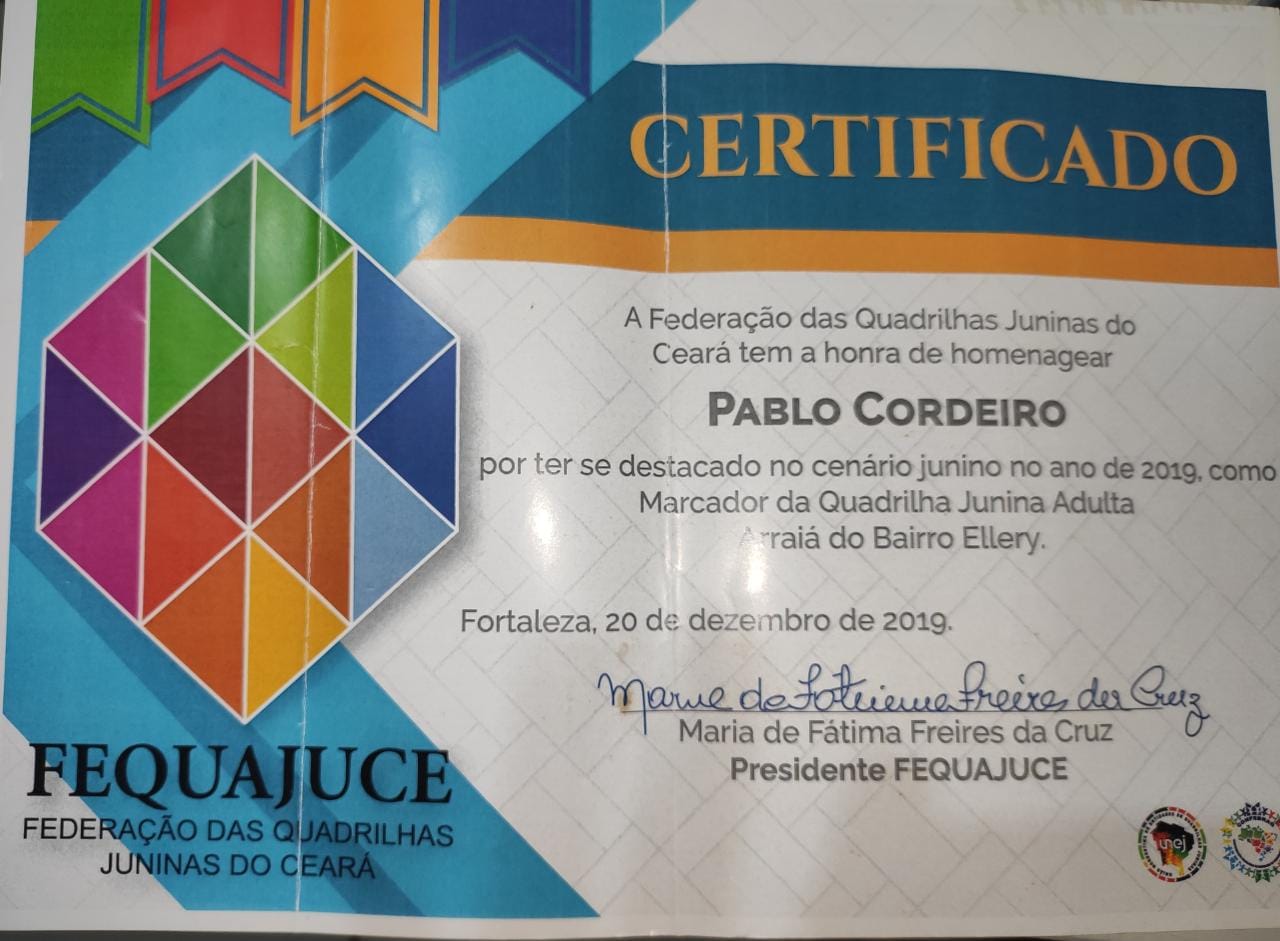 CERTIFICADO
A Federação das Quadrilhas Juninas do
Ceará tem a honra de homenagear
PABLO CORDEIRO
por ter se destacado no cenário junino no ano de 2019, como
Marcador da Quadrilha Junina Adulta
Arraiá do Bairro Ellery.
Fortaleza, 20 de dezembro de 2019.
Maria de Fátima Freires da Cruz
Maria de Fátima Freires da Cruz
Presidente FEQUAJUCE
FEQUAJUCE
FEDERAÇÃO DAS QUADRILHAS
JUNINAS DO CEARÁ
unej